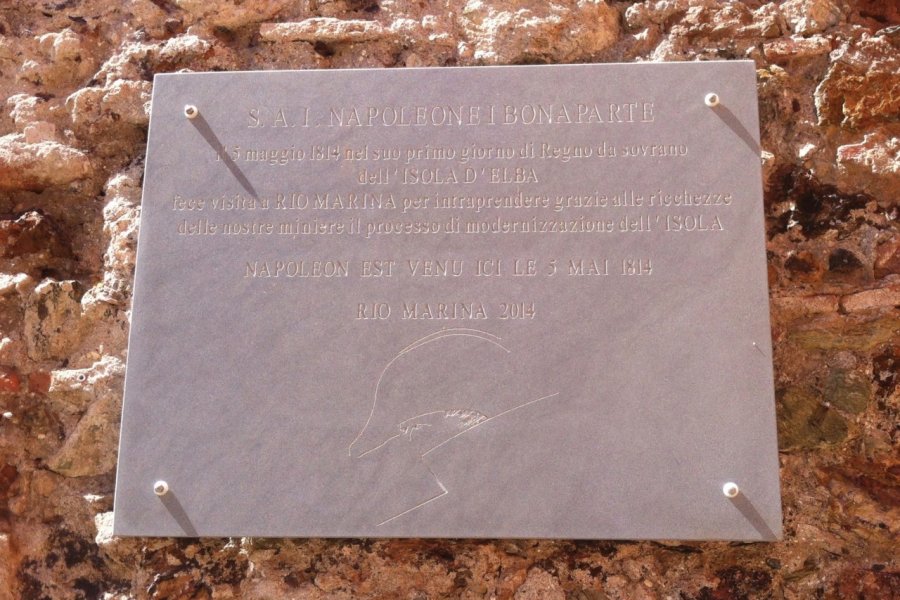 S. A. I. NAPOLEONE I BONAPARTE
il 5 maggio 1814 nel suo primo giorno di Regno da sovrano
dell'ISOLA D'ELBA
fece visita a RIO MARINA per intraprendere grazie alle ricchezze
delle nostre miniere il processo di modernizzazione dell'ISOLA
NAPOLEON EST VENU ICI LE 5 MAI 1814
RIO MARINA 2014